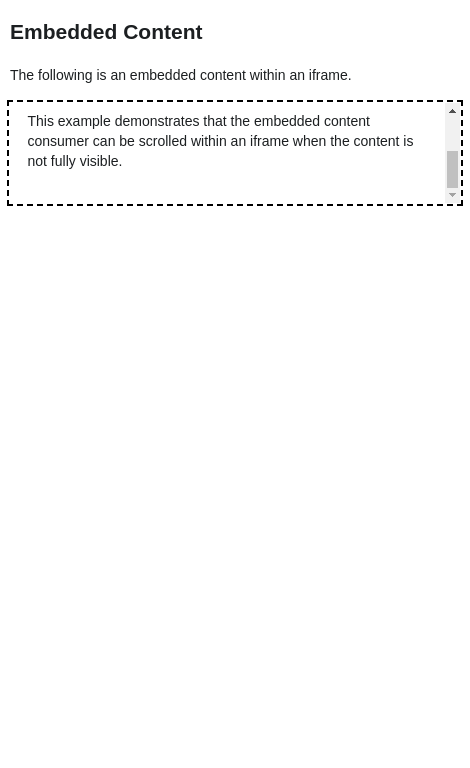 Embedded Content
The following is an embedded content within an iframe.
This example demonstrates that the embedded content
consumer can be scrolled within an iframe when the content is
not fully visible.